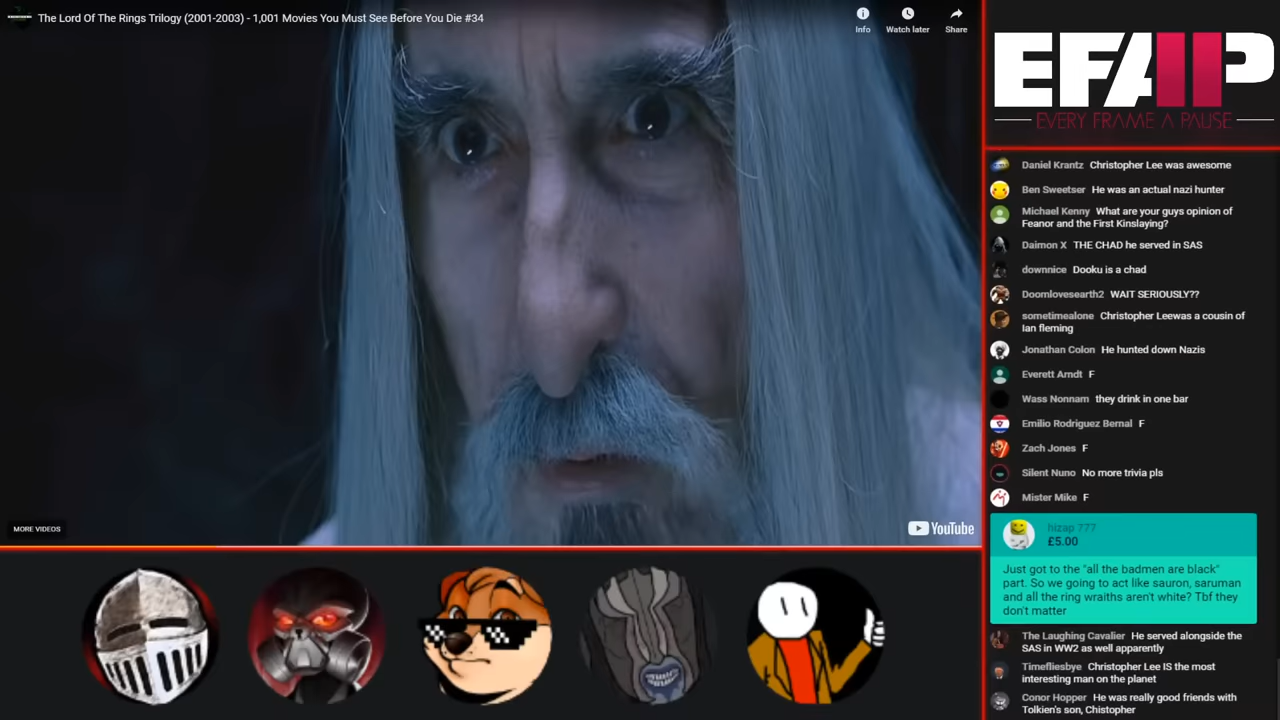 The Lord Of The Rings Trilogy (2001-2003) - 1,001 Movies You Must See Before You Die #34
Info
Watch later
Share
MORE VIDEOS
YouTube
EFAP
EVERY FRAME A PAUSE
Daniel Krantz Christopher Lee was awesome
Ben Sweetser He was an actual nazi hunter
Michael Kenny What are your guys opinion of
Feanor and the First Kinslaying?
Daimon X THE CHAD he served in SAS
downnice Dooku is a chad
Doomlovesearth2 WAIT SERIOUSLY??
sometimealone Christopher Leewas a cousin of
Ian fleming
Jonathan Colon He hunted down Nazis
Everett Arndt F
Wass Nonnam they drink in one bar
Emilio Rodriguez Bernal F
Zach Jones F
Silent Nuno No more trivia pls
Mister Mike F
hizap 777
£5.00
Just got to the "all the badmen are black"
part. So we going to act like sauron, saruman
and all the ring wraiths aren't white? Tbf they
don't matter
The Laughing Cavalier He served alongside the
SAS in WW2 as well apparently
Timefliesbye Christopher Lee IS the most
interesting man on the planet
Conor Hopper He was really good friends with
Tolkien's son, Chistopher